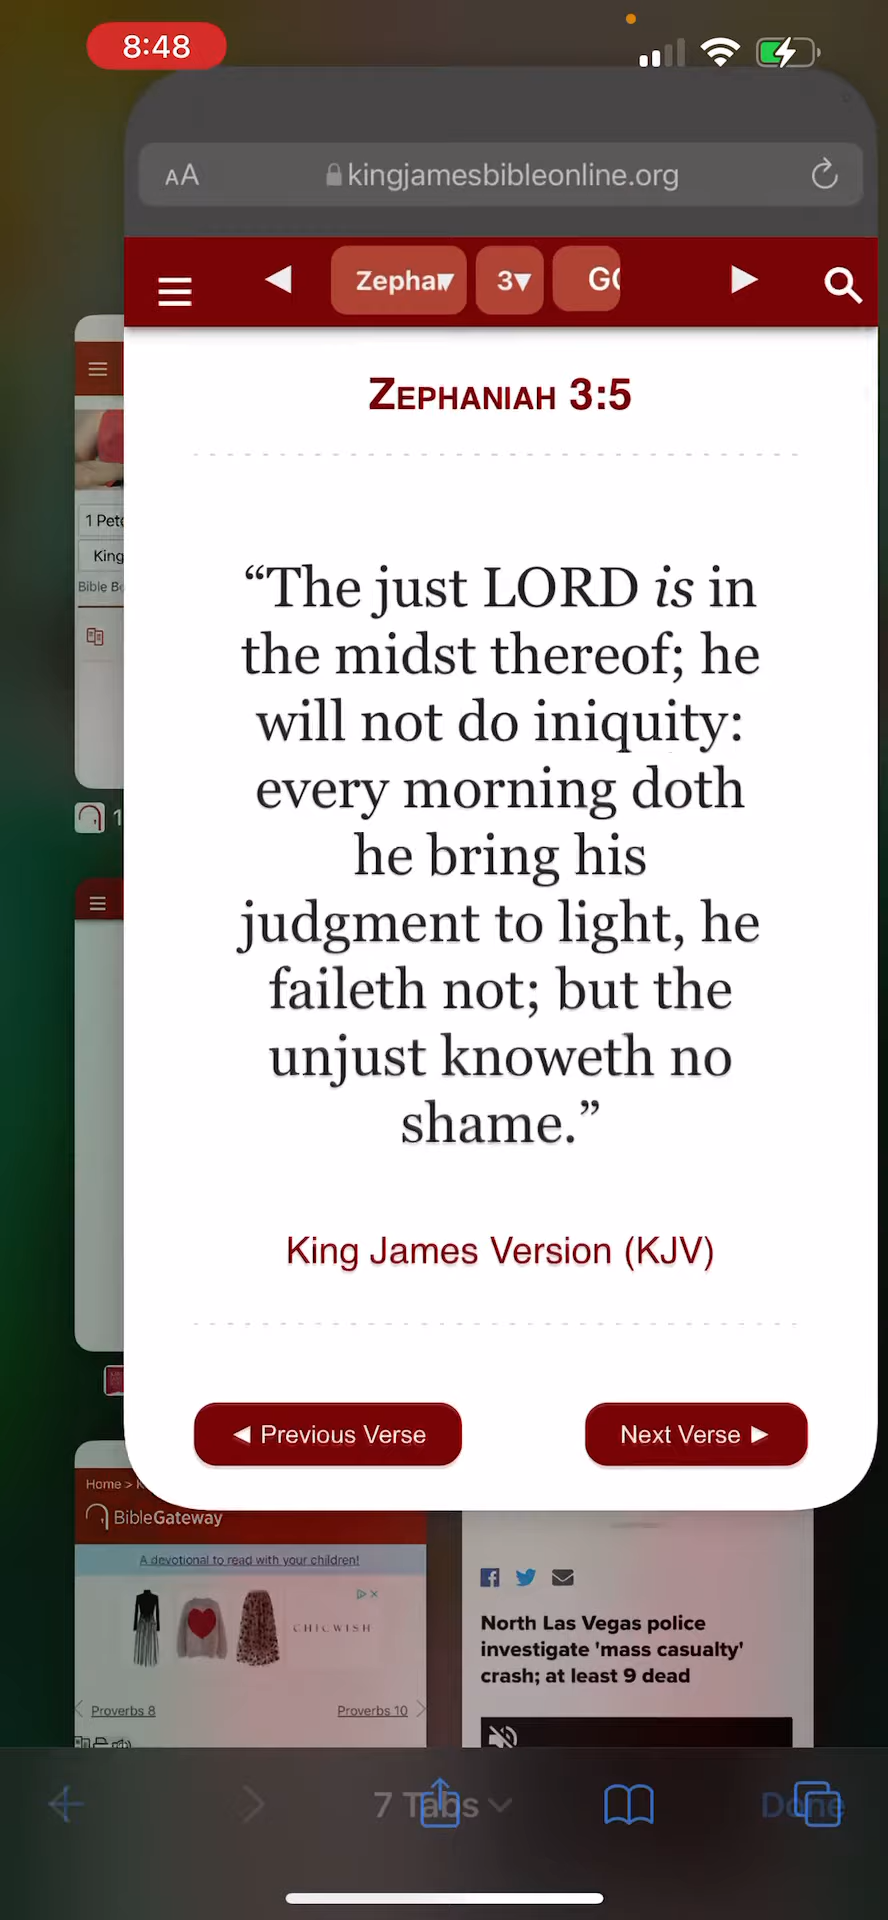 8:48
AA
kingjamesbibleonline.org
Zepha
3
GO
ZEPHANIAH 3:5
“The just LORD is in
the midst thereof; he
will not do iniquity:
every morning doth
he bring his
judgment to light, he
faileth not; but the
unjust knoweth no
shame.”
King James Version (KJV)
Previous Verse
Next Verse
1 Pet
King
Bible B
1
Home >
BibleGateway
A devotional to read with your children!
CHICWISH
Proverbs 8
Proverbs 10
North Las Vegas police
investigate 'mass casualty'
crash; at least 9 dead
7 Tabs
Done